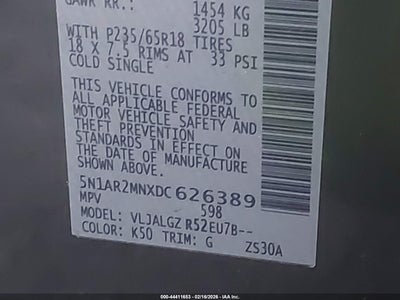 GAWR RR.: 1454 KG
3205 LB
WITH P235/65R18 TIRES
18 X 7.5 RIMS AT 33 PSI
COLD SINGLE
THIS VEHICLE CONFORMS TO
ALL APPLICABLE FEDERAL
MOTOR VEHICLE SAFETY AND
THEFT PREVENTION
STANDARDS IN EFFECT ON
THE DATE OF MANUFACTURE
SHOWN ABOVE.
5N1AR2MNXDC626389
MPV 598
MODEL: VLJALGZ R52EU7B--
COLOR: K50 TRIM: G ZS30A
000-44411653 - 02/18/2026 - IAA Inc.